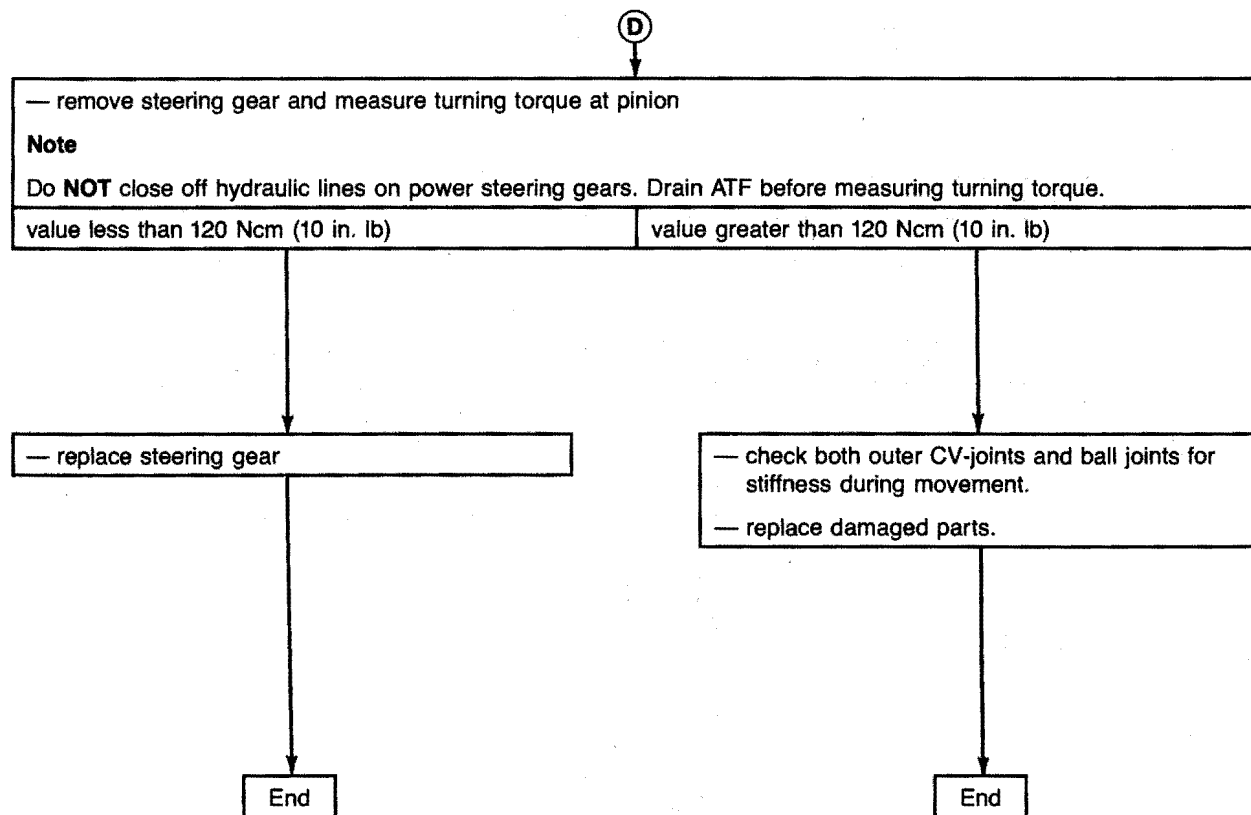 D
— remove steering gear and measure turning torque at pinion
Note
Do NOT close off hydraulic lines on power steering gears. Drain ATF before measuring turning torque.
value less than 120 Ncm (10 in. lb)
value greater than 120 Ncm (10 in. lb)
— replace steering gear
— check both outer CV-joints and ball joints for
stiffness during movement.
— replace damaged parts.
End
End